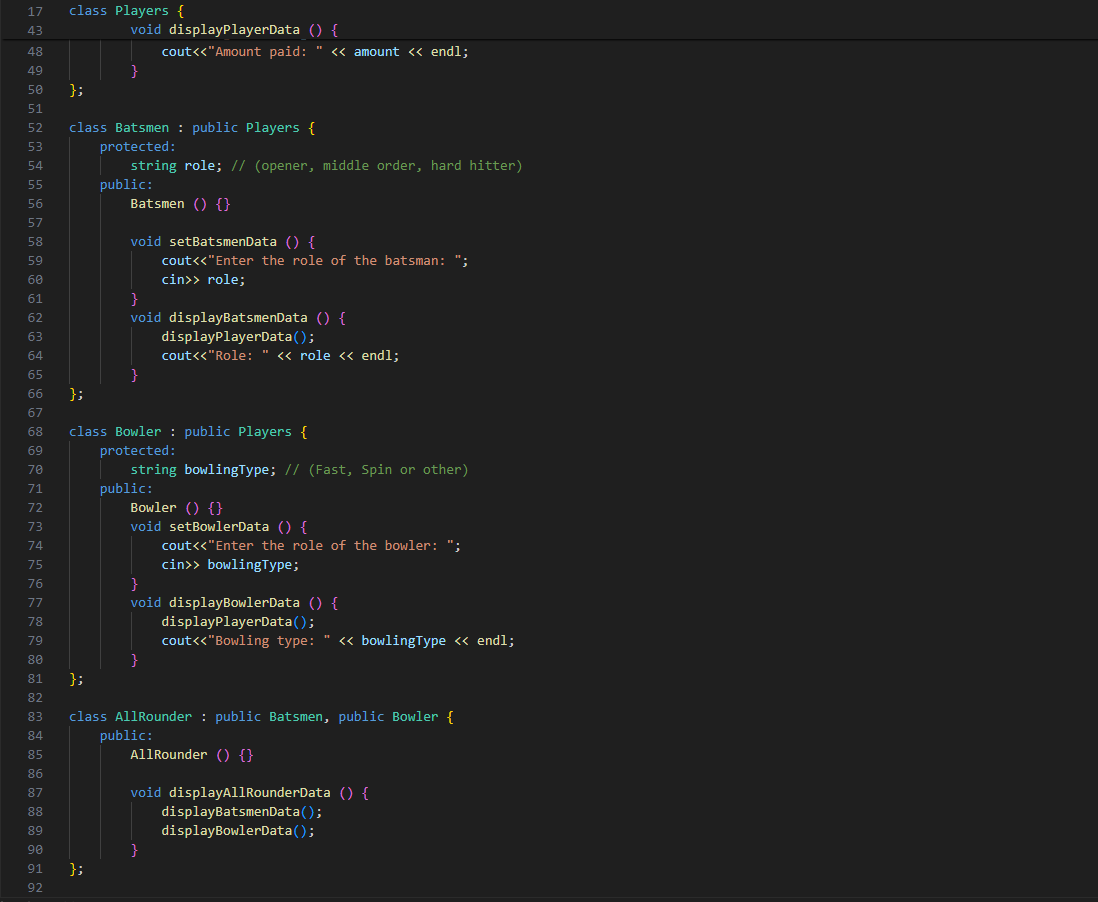 17 class Players {
43 void displayPlayerData () {
48 cout<<"Amount paid: " << amount << endl;
49 }
50 };
51
52 class Batsmen : public Players {
53 protected:
54 string role; // (opener, middle order, hard hitter)
55 public:
56 Batsmen () {}
57
58 void setBatsmenData () {
59 cout<<"Enter the role of the batsman: ";
60 cin>> role;
61 }
62 void displayBatsmenData () {
63 displayPlayerData();
64 cout<<"Role: " << role << endl;
65 }
66 };
67
68 class Bowler : public Players {
69 protected:
70 string bowlingType; // (Fast, Spin or other)
71 public:
72 Bowler () {}
73 void setBowlerData () {
74 cout<<"Enter the role of the bowler: ";
75 cin>> bowlingType;
76 }
77 void displayBowlerData () {
78 displayPlayerData();
79 cout<<"Bowling type: " << bowlingType << endl;
80 }
81 };
82
83 class AllRounder : public Batsmen, public Bowler {
84 public:
85 AllRounder () {}
86
87 void displayAllRounderData () {
88 displayBatsmenData();
89 displayBowlerData();
90 }
91 };
92